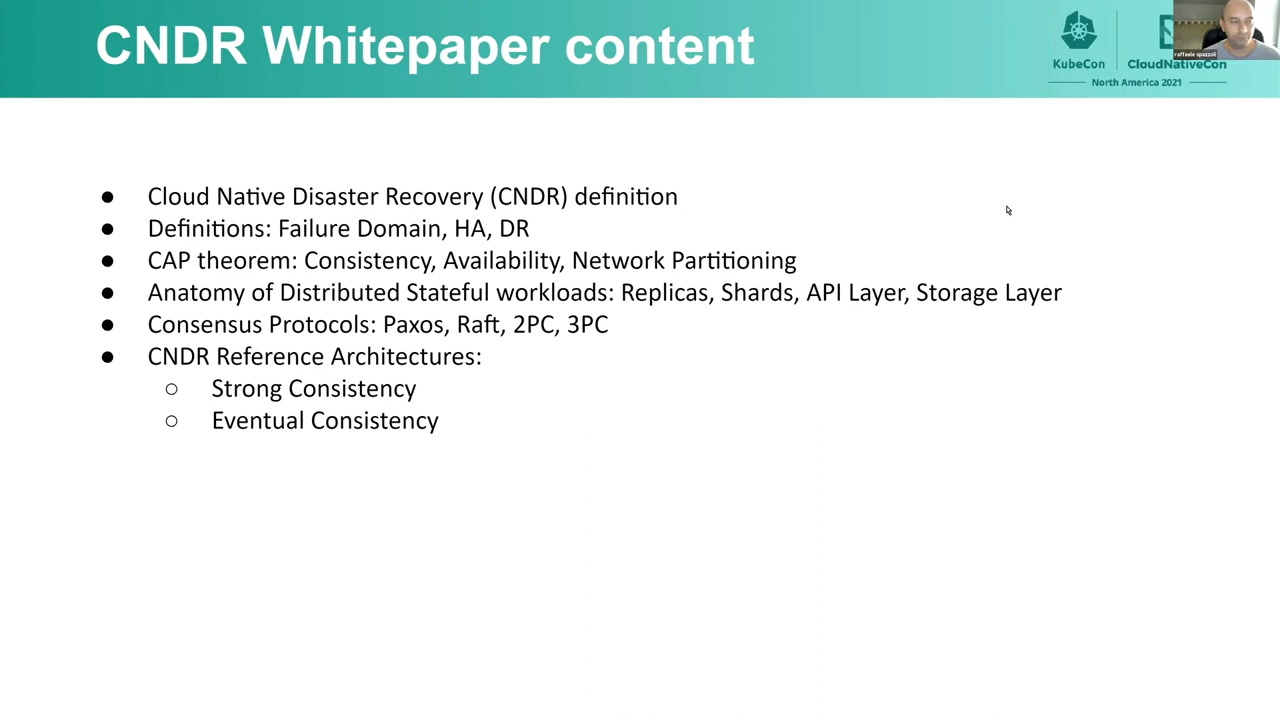 CNDR Whitepaper content
KubeCon
CloudNativeCon
North America 2021
raffaele spazzoli
● Cloud Native Disaster Recovery (CNDR) definition
● Definitions: Failure Domain, HA, DR
● CAP theorem: Consistency, Availability, Network Partitioning
● Anatomy of Distributed Stateful workloads: Replicas, Shards, API Layer, Storage Layer
● Consensus Protocols: Paxos, Raft, 2PC, 3PC
● CNDR Reference Architectures:
○ Strong Consistency
○ Eventual Consistency